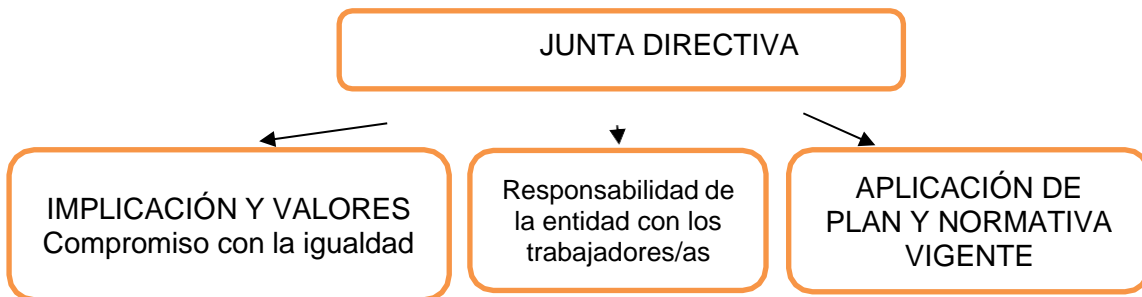 JUNTA DIRECTIVA
IMPLICACIÓN Y VALORES
Compromiso con la igualdad
Responsabilidad de
la entidad con los
trabajadores/as
APLICACIÓN DE
PLAN Y NORMATIVA
VIGENTE